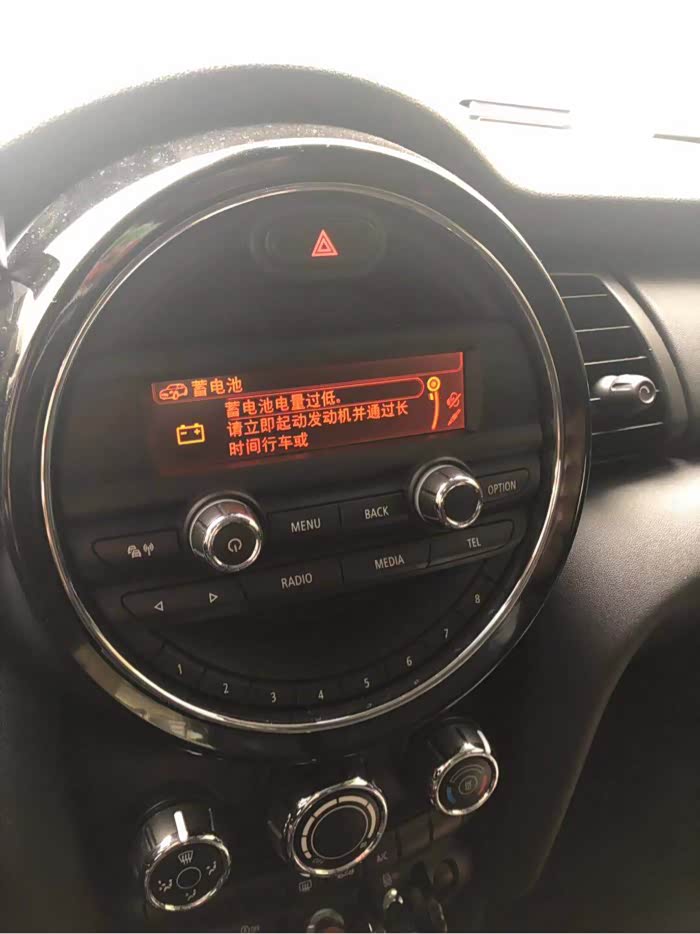 蓄电池
蓄电池电量过低。
请立即起动发动机并通过长
时间行车或
MENU
BACK
OPTION
RADIO
MEDIA
TEL
1
2
3
4
5
6
7
8
A/C